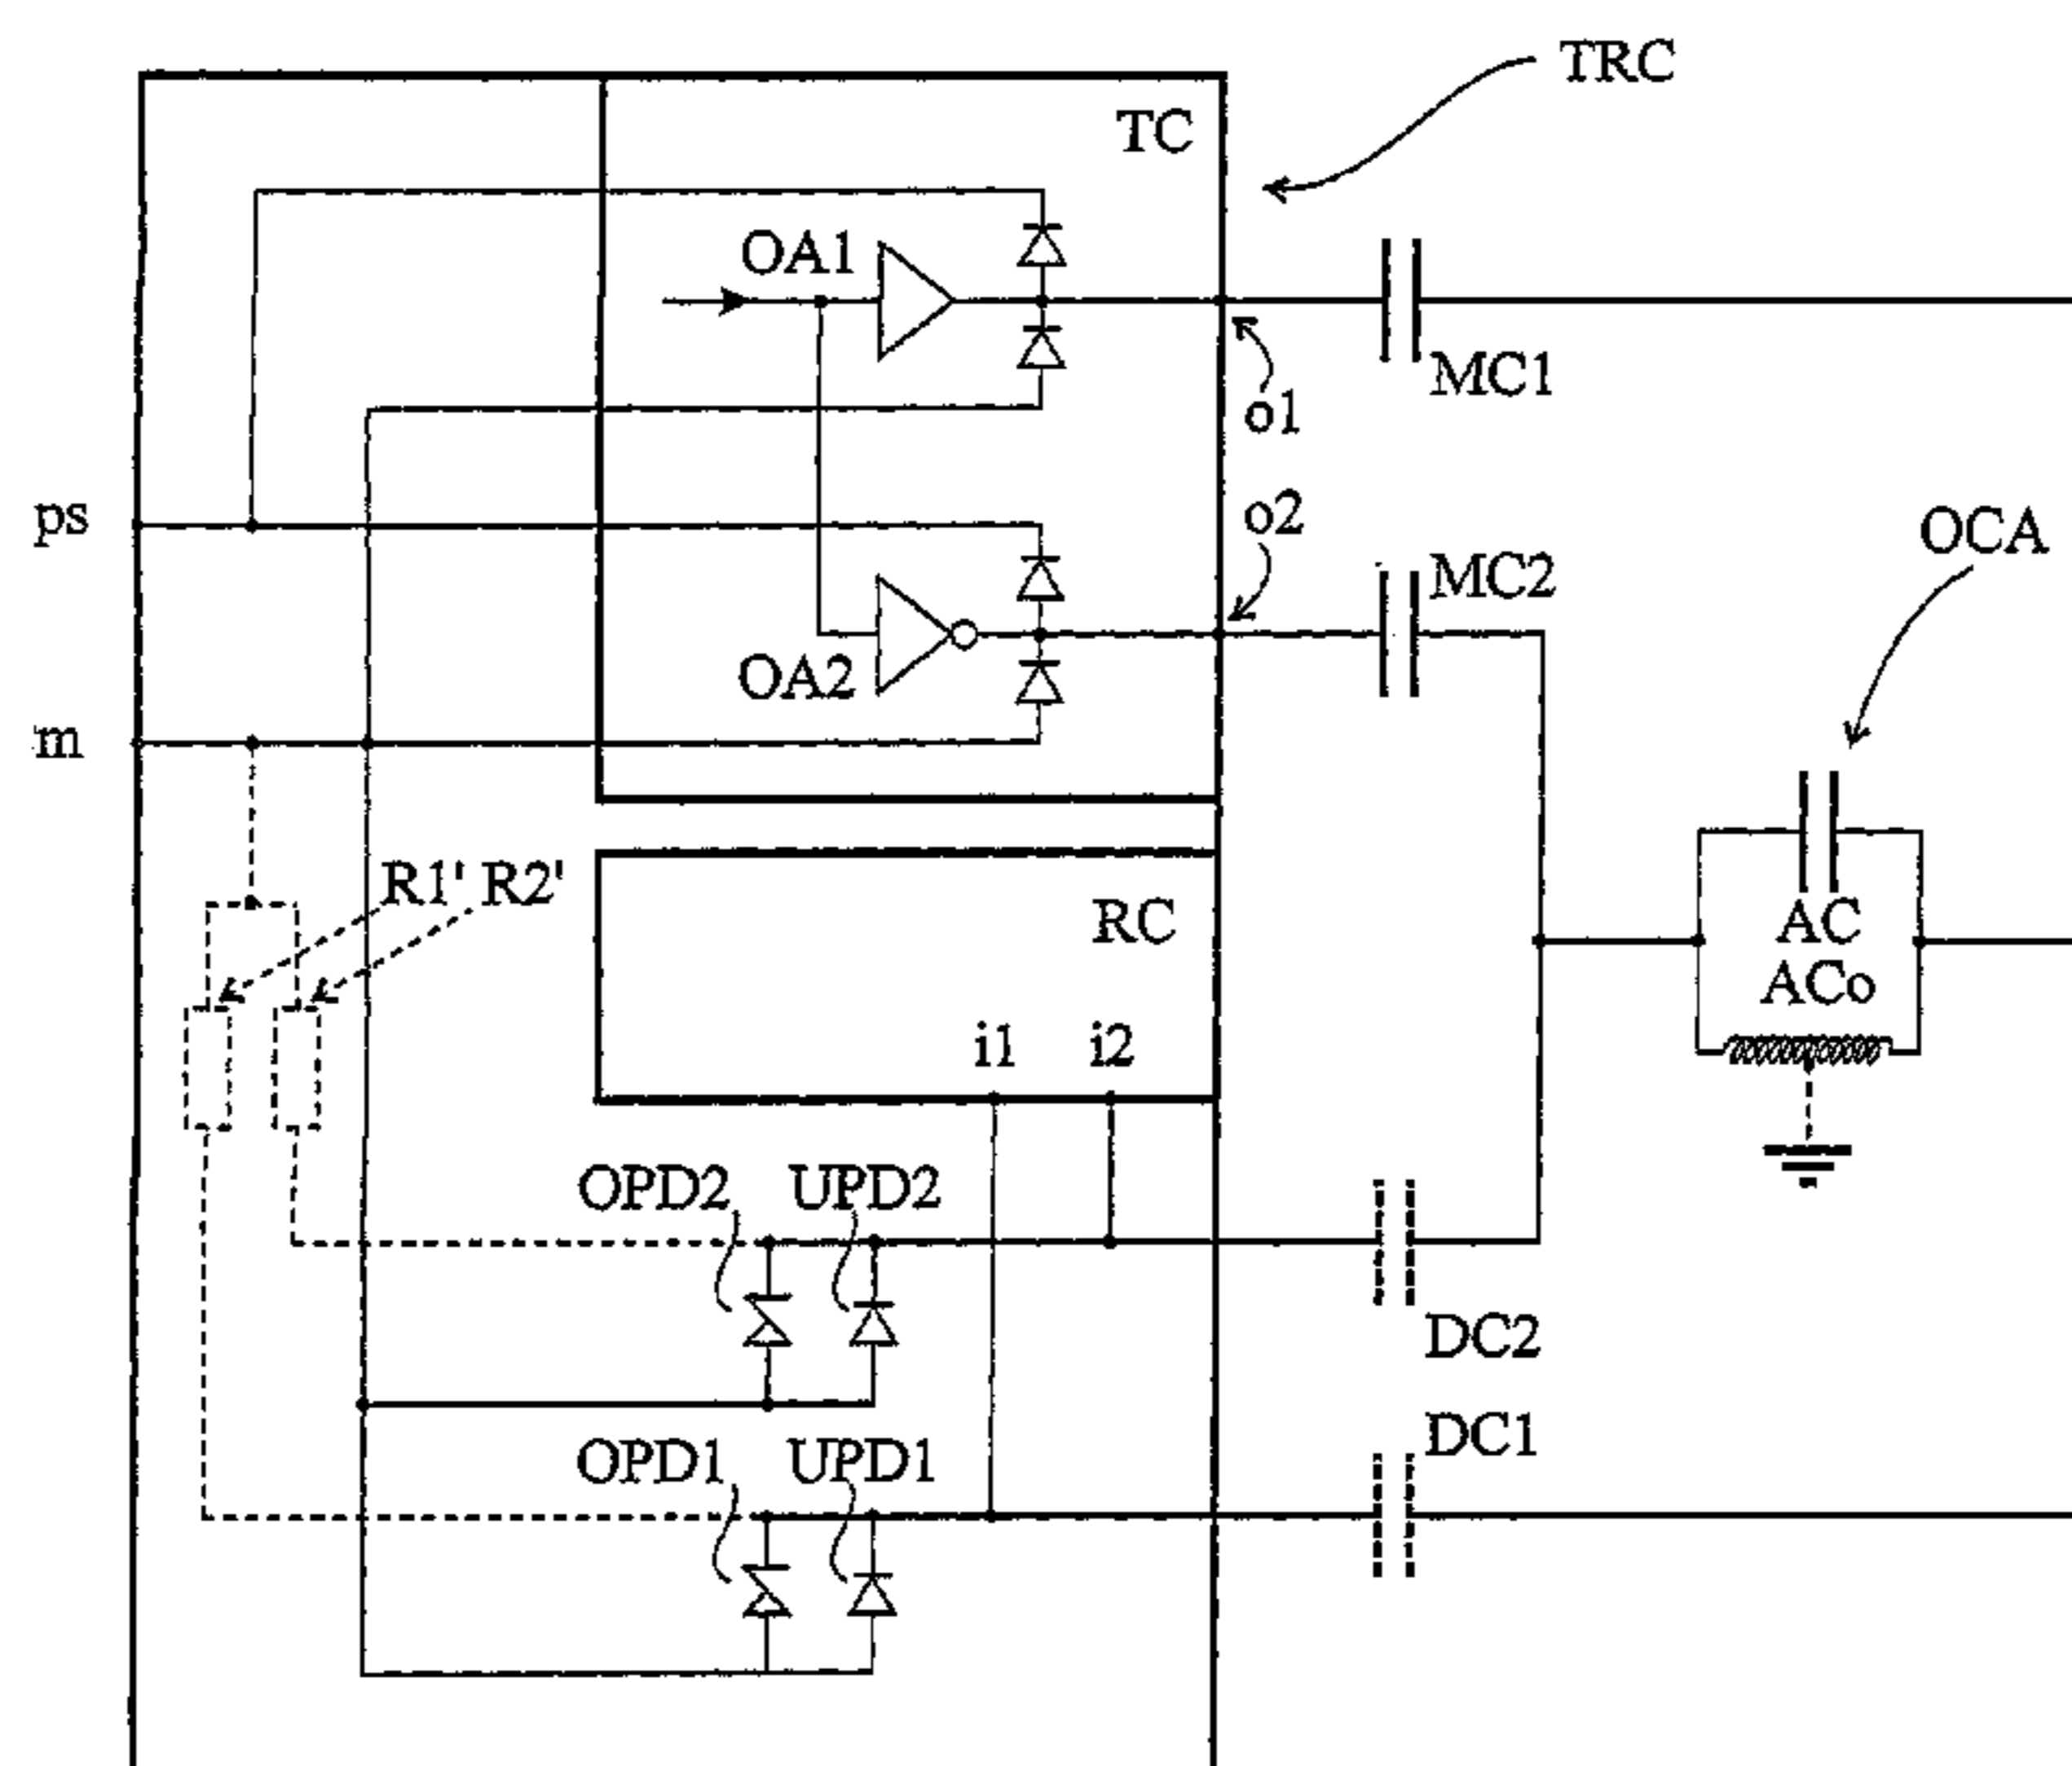 TRC
TC
OA1
MC1
o1
ps
o2
OCA
MC2
OA2
m
R1' R2'
RC
AC
ACo
i1 i2
OPD2 UPD2
DC2
DC1
OPD1 UPD1